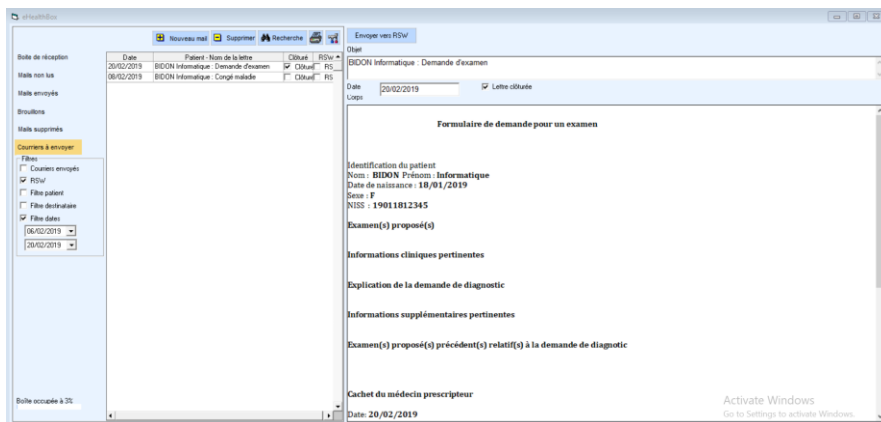 eHealthBox
Nouveau mail Supprimer Recherche
Boite de réception
Mails non lus
Mails envoyés
Brouillons
Mails supprimés
Courriers à envoyer
Filtres
Couriers envoyés
RSW
Filtre patient
Filtre destinataire
Filtre dates
06/02/2019
20/02/2019
Boîte occupée à 3%
Date Patient - Nom de la lettre Clôturé RSW
20/02/2019 BIDON Informatique : Demande d'examen Clôturé RS
06/02/2019 BIDON Informatique : Congé maladie Clôturé RS
Envoyer vers RSW
Objet
BIDON Informatique : Demande d'examen
Date 20/02/2019 Lettre clôturée
Corps
Formulaire de demande pour un examen
Identification du patient
Nom : BIDON Prénom : Informatique
Date de naissance : 18/01/2019
Sexe : F
NISS : 19011812345
Examen(s) proposé(s)
Informations cliniques pertinentes
Explication de la demande de diagnostic
Informations supplémentaires pertinentes
Examen(s) proposé(s) précédent(s) relatif(s) à la demande de diagnotic
Cachet du médecin prescripteur
Date: 20/02/2019
Activate Windows
Go to Settings to activate Windows.